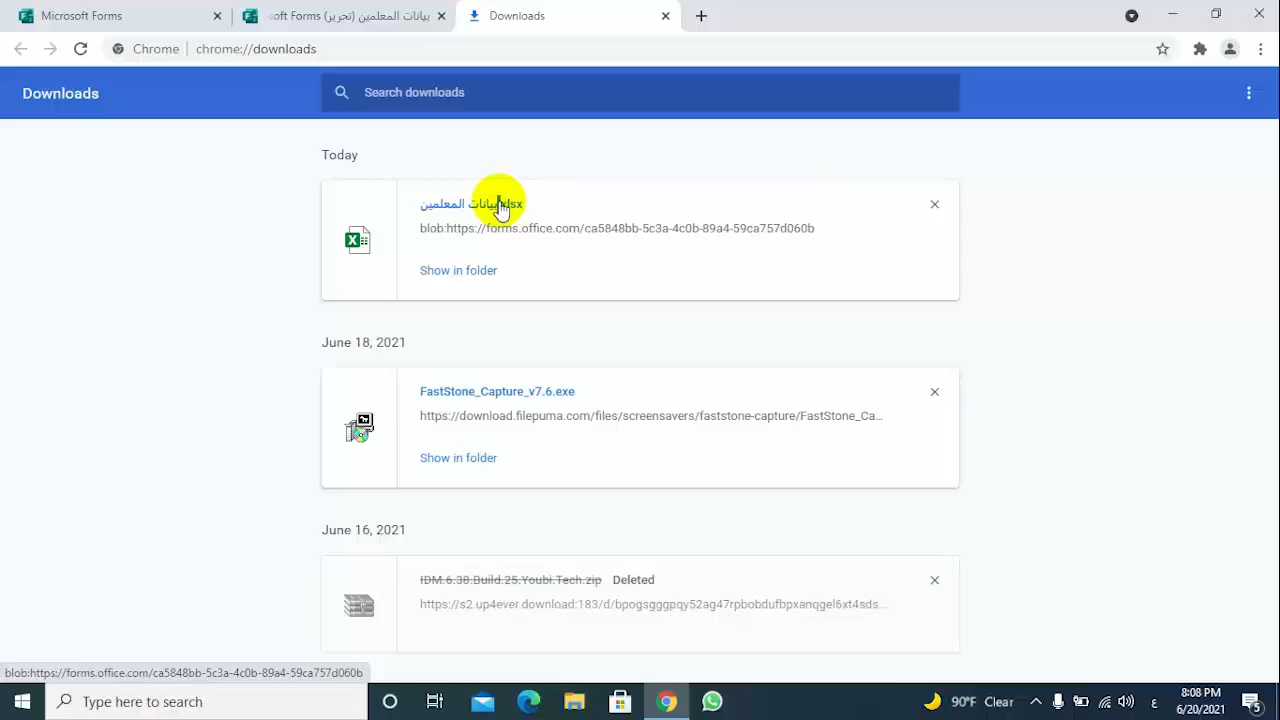 Microsoft Forms
بيانات المعلمين (تحرير) soft Forms
Downloads
Chrome
chrome://downloads
Downloads
Search downloads
Today
بيانات المعلمين.xlsx
blob:https://forms.office.com/ca5848bb-5c3a-4c0b-89a4-59ca757d060b
Show in folder
June 18, 2021
FastStone_Capture_v7.6.exe
https://download.filepuma.com/files/screensavers/faststone-capture/FastStone_Ca...
Show in folder
June 16, 2021
IDM.6.38.Build.25.Youbi.Tech.zip Deleted
https://s2.up4ever.download:183/d/bpogsgggpqy52ag47rpbobdufbpxanqgel6xt4sds...
blob:https://forms.office.com/ca5848bb-5c3a-4c0b-89a4-59ca757d060b
Type here to search
90°F Clear
ع
8:08 PM
6/20/2021
5